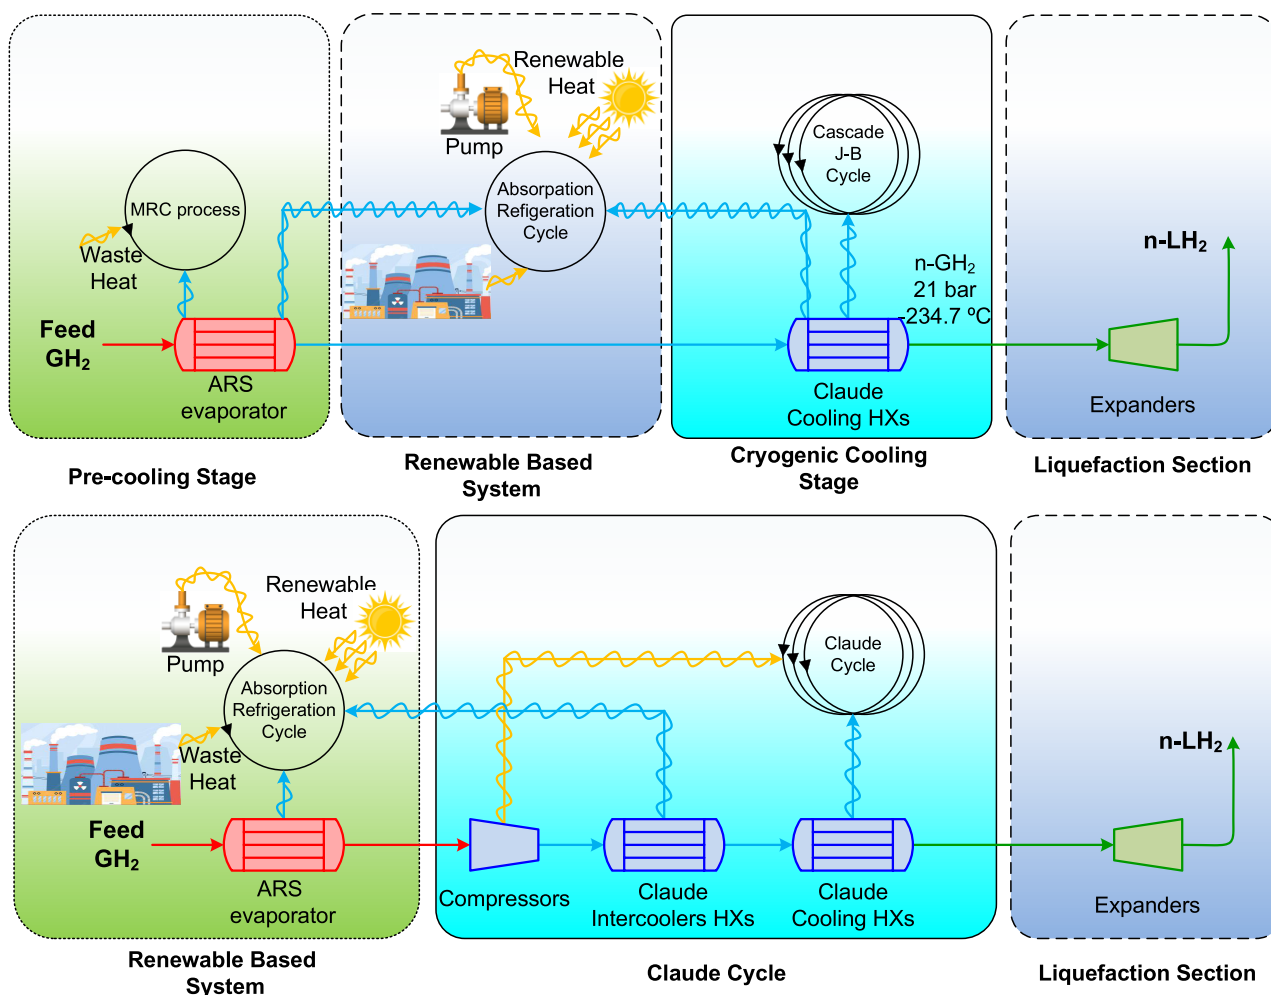 Renewable
Heat
Pump
Cascade
J-B
Cycle
MRC process
Absorpation
Refigeration
Cycle
Waste
Heat
n-GH₂
21 bar
-234.7 ºC
n-LH₂
Feed
GH₂
ARS
evaporator
Claude
Cooling HXs
Expanders
Pre-cooling Stage
Renewable Based
System
Cryogenic Cooling
Stage
Liquefaction Section
Renewable
Heat
Pump
Absorption
Refrigeration
Cycle
Claude
Cycle
Waste
Heat
n-LH₂
Feed
GH₂
ARS
evaporator
Compressors
Claude
Intercoolers HXs
Claude
Cooling HXs
Expanders
Renewable Based
System
Claude Cycle
Liquefaction Section